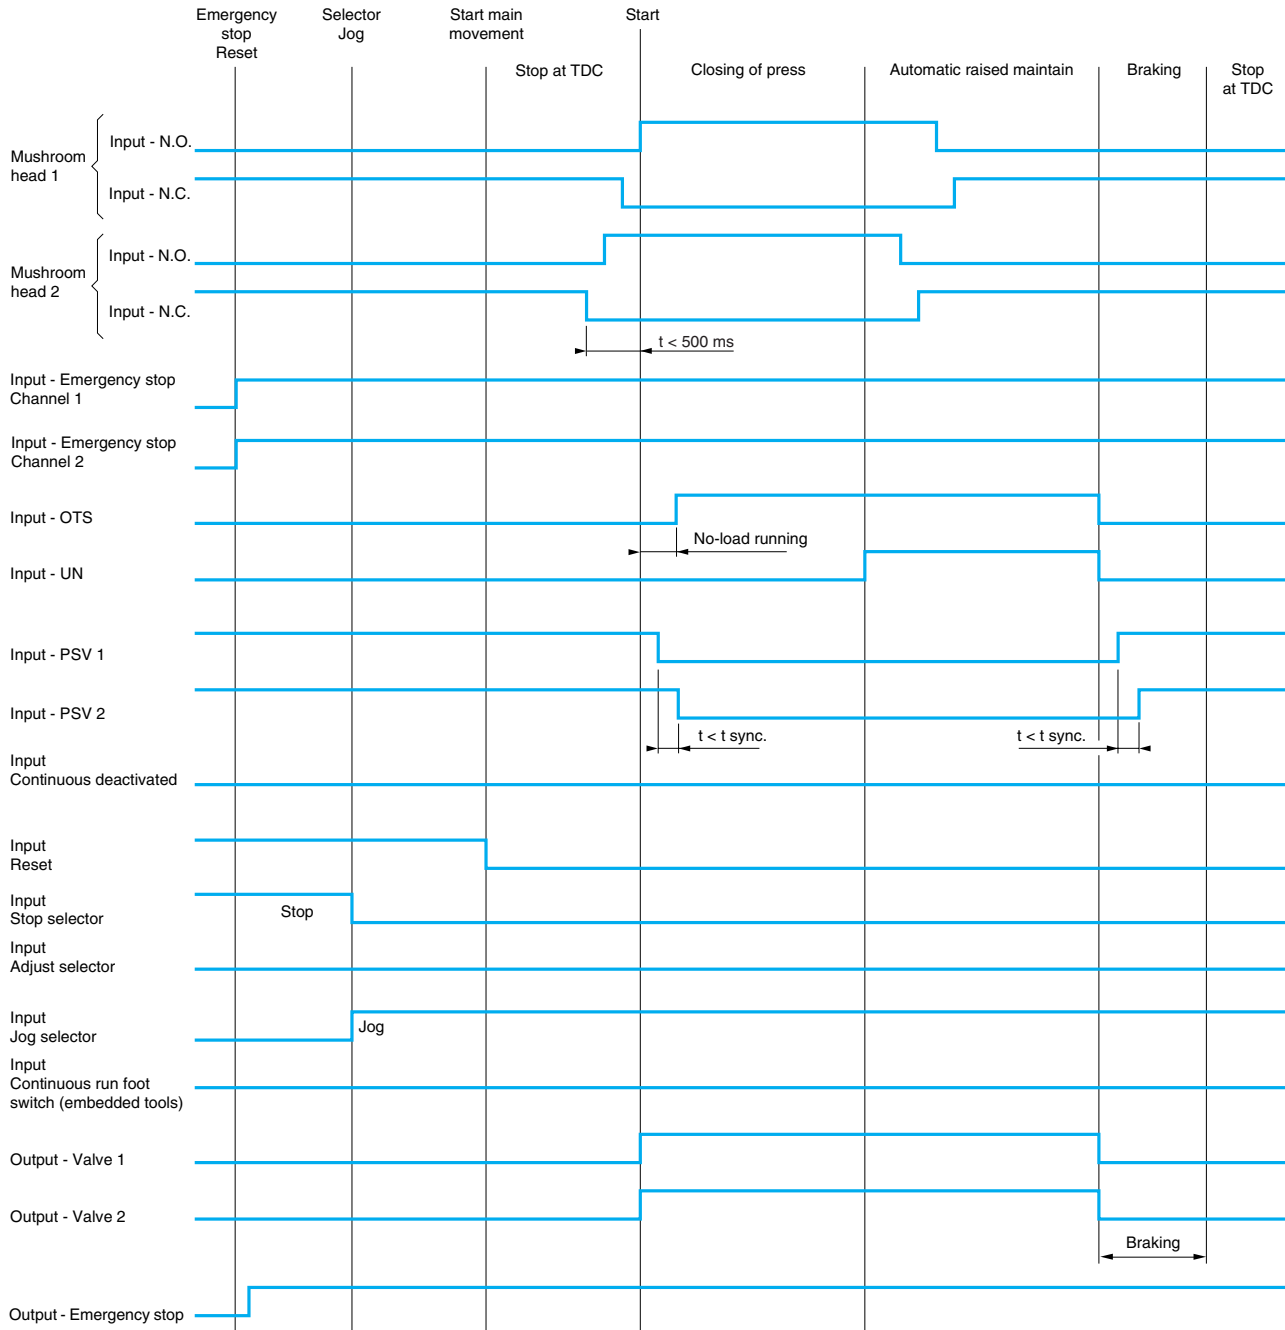 Emergency
stop
Reset
Selector
Jog
Start main
movement
Start
Stop at TDC
Closing of press
Automatic raised maintain
Braking
Stop
at TDC
Mushroom
head 1
Input - N.O.
Input - N.C.
Mushroom
head 2
Input - N.O.
Input - N.C.
t < 500 ms
Input - Emergency stop
Channel 1
Input - Emergency stop
Channel 2
Input - OTS
No-load running
Input - UN
Input - PSV 1
Input - PSV 2
t < t sync.
t < t sync.
Input
Continuous deactivated
Input
Reset
Input
Stop selector
Stop
Input
Adjust selector
Input
Jog selector
Jog
Input
Continuous run foot
switch (embedded tools)
Output - Valve 1
Output - Valve 2
Braking
Output - Emergency stop